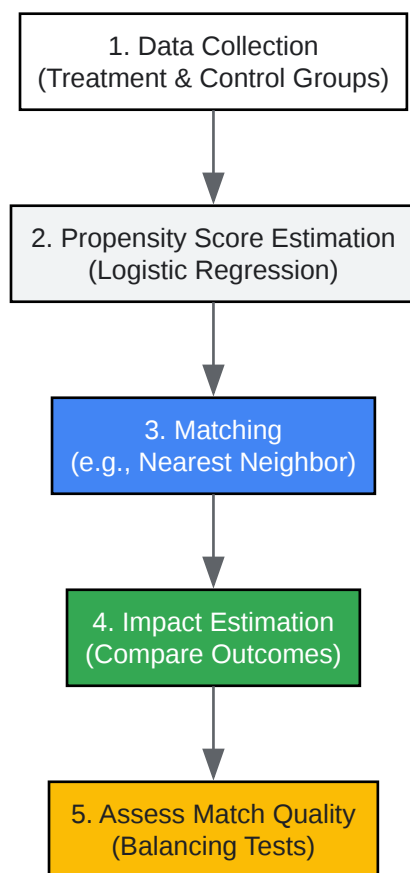 1. Data Collection
(Treatment & Control Groups)
2. Propensity Score Estimation
(Logistic Regression)
3. Matching
(e.g., Nearest Neighbor)
4. Impact Estimation
(Compare Outcomes)
5. Assess Match Quality
(Balancing Tests)